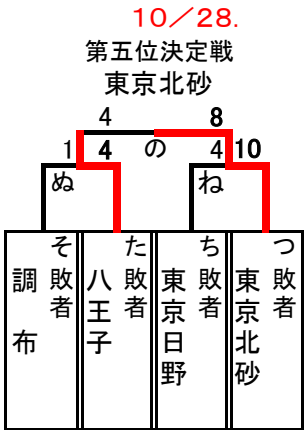 10／28.
第五位決定戦
東京北砂
4 の 8
1 4 4 10
ぬ ね
そ敗者 た敗者 ち敗者 つ敗者
調布 八王子 東京日野 東京北砂